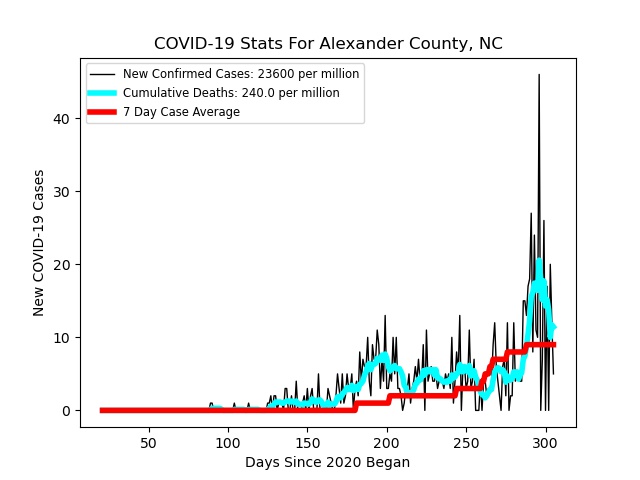 COVID-19 Stats For Alexander County, NC
New Confirmed Cases: 23600 per million
Cumulative Deaths: 240.0 per million
7 Day Case Average
New COVID-19 Cases
40
30
20
10
0
50 100 150 200 250 300
Days Since 2020 Began